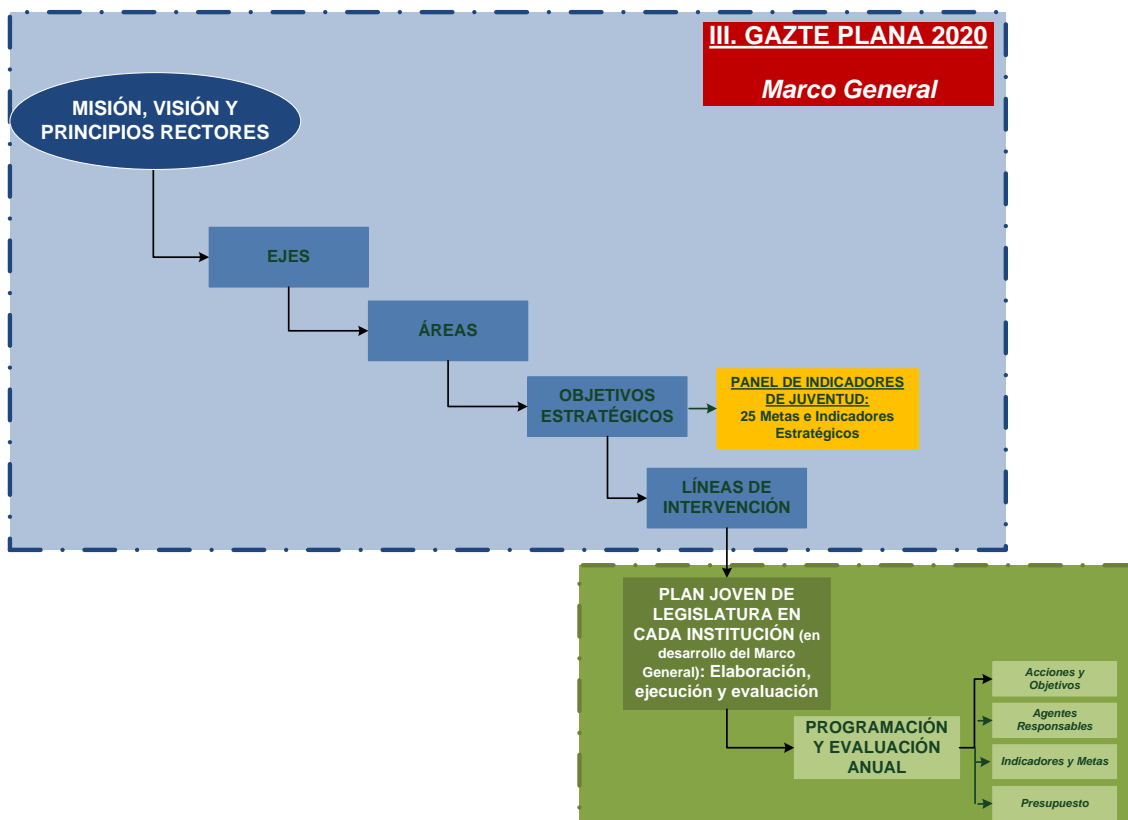 III. GAZTE PLANA 2020
Marco General
MISIÓN, VISIÓN Y
PRINCIPIOS RECTORES
EJES
ÁREAS
OBJETIVOS
ESTRATÉGICOS
PANEL DE INDICADORES
DE JUVENTUD:
25 Metas e Indicadores
Estratégicos
LÍNEAS DE
INTERVENCIÓN
PLAN JOVEN DE
LEGISLATURA EN
CADA INSTITUCIÓN (en
desarrollo del Marco
General): Elaboración,
ejecución y evaluación
PROGRAMACIÓN
Y EVALUACIÓN
ANUAL
Acciones y
Objetivos
Agentes
Responsables
Indicadores y Metas
Presupuesto